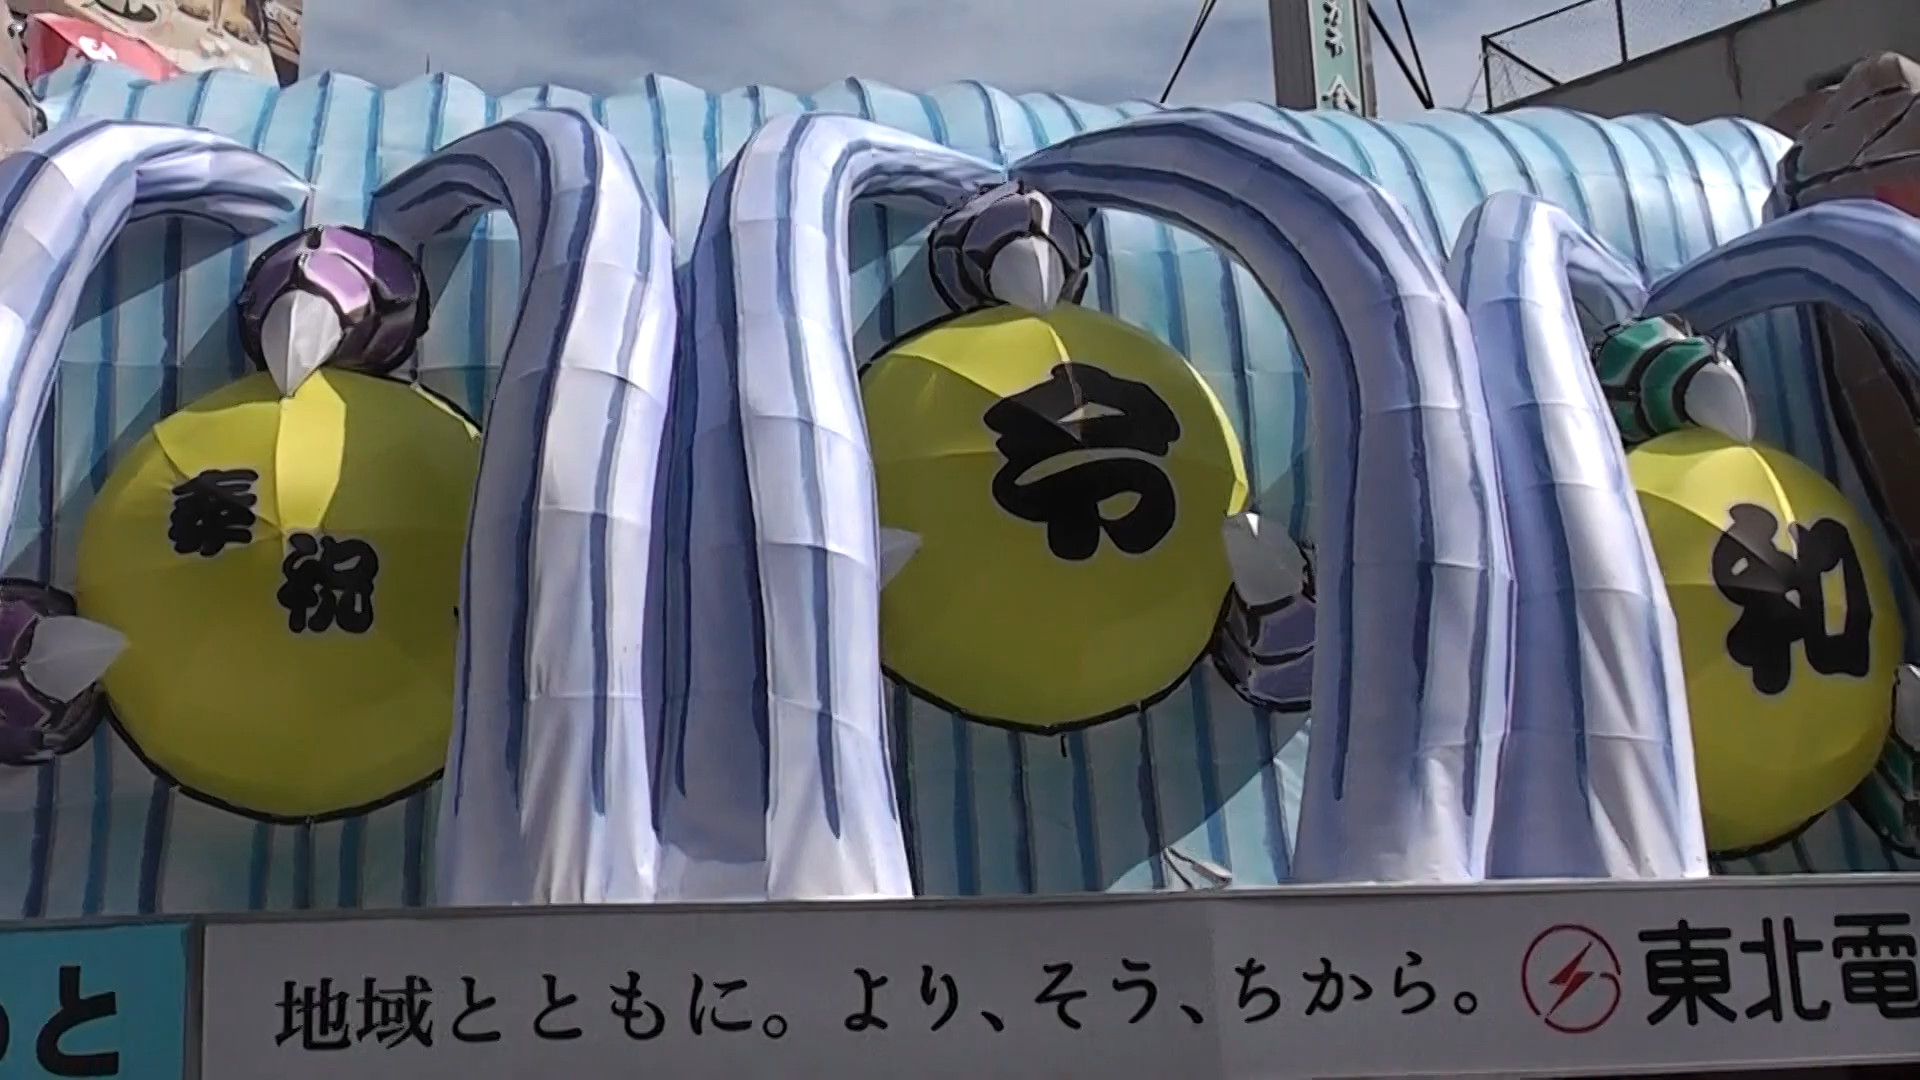 奉祝
令
和
と
地域とともに。より、そう、ちから。
東北電